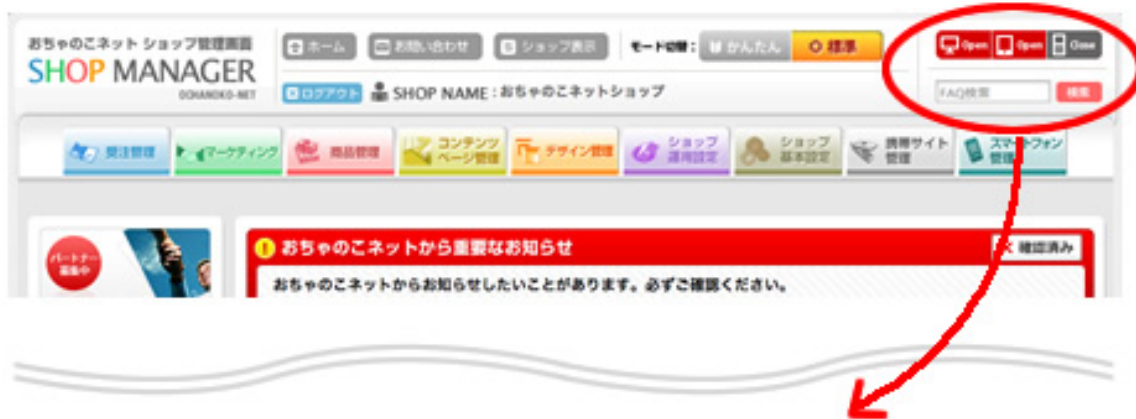 おちゃのこネット ショップ管理画面
SHOP MANAGER
OCHANOKO-NET
ホーム お問い合わせ ショップ表示 モード切替: かんたん 標準
Open Open Close
ログアウト SHOP NAME:おちゃのこネットショップ
FAQ検索 検索
受注管理 マーケティング 商品管理 コンテンツページ管理 デザイン管理 ショップ運用設定 ショップ基本設定 携帯サイト管理 スマートフォン管理
パートナー
募集中
おちゃのこネットから重要なお知らせ
確認済み
おちゃのこネットからお知らせしたいことがあります。必ずご確認ください。